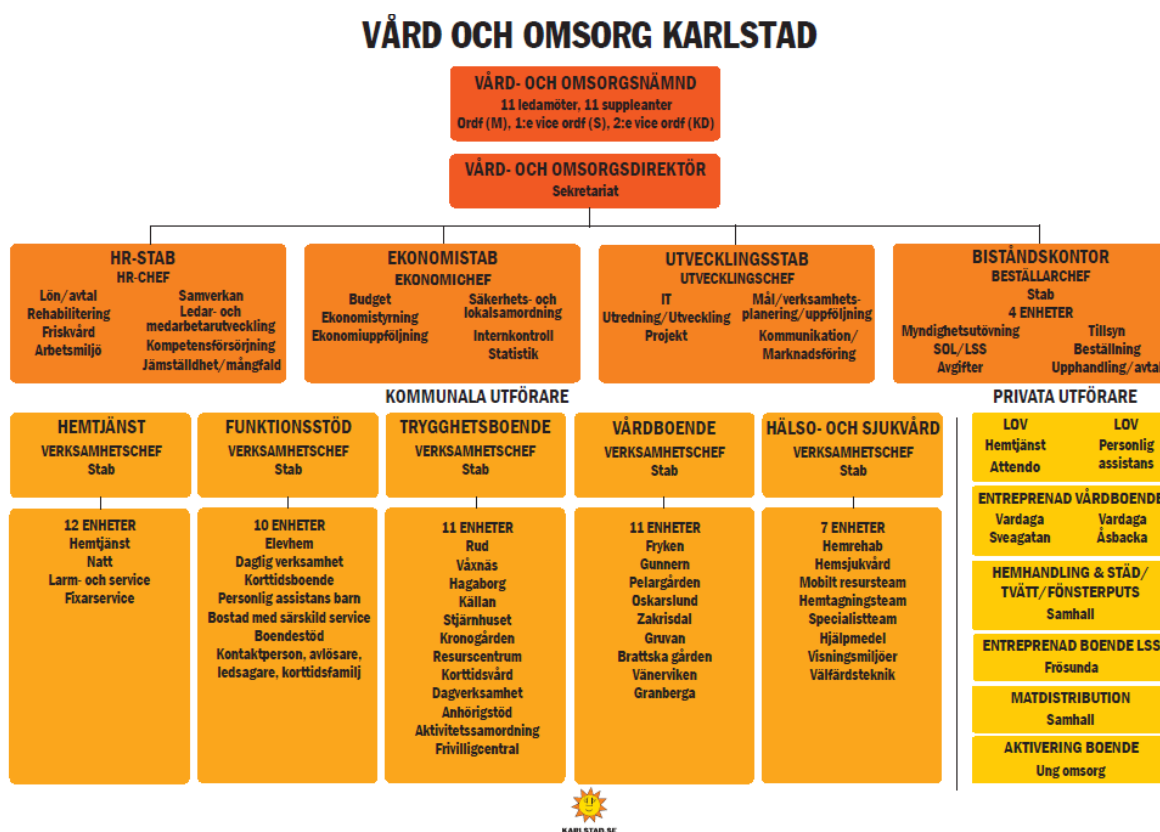 VÅRD OCH OMSORG KARLSTAD
VÅRD- OCH OMSORGSNÄMND
11 ledamöter, 11 suppleanter
Ordf (M), 1:e vice ordf (S), 2:e vice ordf (KD)
VÅRD- OCH OMSORGSDIREKTÖR
Sekretariat
HR-STAB
HR-CHEF
Lön/avtal
Rehabilitering
Friskvård
Arbetsmiljö
Samverkan
Ledar- och
medarbetarutveckling
Kompetensförsörjning
Jämställdhet/mångfald
EKONOMISTAB
EKONOMICHEF
Budget
Ekonomistyrning
Ekonomiuppföljning
Säkerhets- och
lokalsamordning
Internkontroll
Statistik
UTVECKLINGSSTAB
UTVECKLINGSCHEF
IT
Utredning/Utveckling
Projekt
Mål/verksamhets-
planering/uppföljning
Kommunikation/
Marknadsföring
BISTÅNDSKONTOR
BESTÄLLARCHEF
Stab
4 ENHETER
Myndighetsutövning
SOL/LSS
Avgifter
Tillsyn
Beställning
Upphandling/avtal
KOMMUNALA UTFÖRARE
HEMTJÄNST
VERKSAMHETSCHEF
Stab
12 ENHETER
Hemtjänst
Natt
Larm- och service
Fixarservice
FUNKTIONSSTÖD
VERKSAMHETSCHEF
Stab
10 ENHETER
Elevhem
Daglig verksamhet
Korttidsboende
Personlig assistans barn
Bostad med särskild service
Boendestöd
Kontaktperson, avlösare,
ledsagare, korttidsfamilj
TRYGGHETSBOENDE
VERKSAMHETSCHEF
Stab
11 ENHETER
Rud
Våxnäs
Hagaborg
Källan
Stjärnhuset
Kronogården
Resurscentrum
Korttidsvård
Dagverksamhet
Anhörigstöd
Aktivitetssamordning
Frivilligcentral
VÅRDBOENDE
VERKSAMHETSCHEF
Stab
11 ENHETER
Fryken
Gunnern
Pelargården
Oskarslund
Zakrisdal
Gruvan
Brattska gården
Vänerviken
Granberga
HÄLSO- OCH SJUKVÅRD
VERKSAMHETSCHEF
Stab
7 ENHETER
Hemrehab
Hemsjukvård
Mobilt resursteam
Hemtagningsteam
Specialistteam
Hjälpmedel
Visningsmiljöer
Välfärdsteknik
PRIVATA UTFÖRARE
LOV
Hemtjänst
Attendo
LOV
Personlig
assistans
ENTREPRENAD VÅRDBOENDE
Vardaga
Sveagatan
Vardaga
Åsbacka
HEMHANDLING & STÄD/
TVÄTT/FÖNSTERPUTS
Samhall
ENTREPRENAD BOENDE LSS
Frösunda
MATDISTRIBUTION
Samhall
AKTIVERING BOENDE
Ung omsorg
KARLSTAD.SE